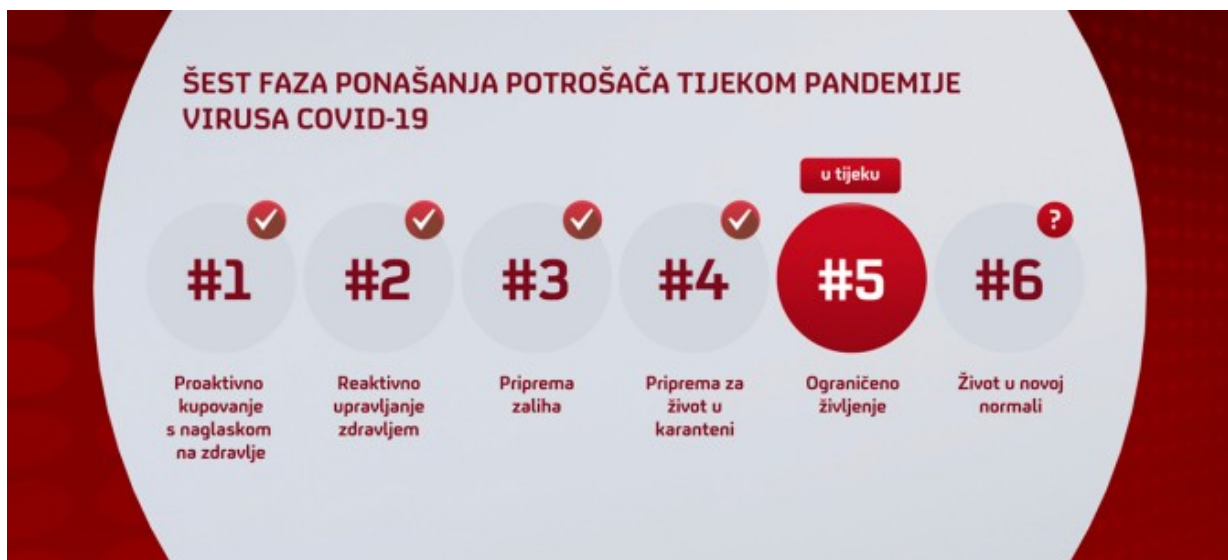 ŠEST FAZA PONAŠANJA POTROŠAČA TIJEKOM PANDEMIJE
VIRUSA COVID-19
u tijeku
?
#1
#2
#3
#4
#5
#6
Proaktivno
kupovanje
s naglaskom
na zdravlje
Reaktivno
upravljanje
zdravljem
Priprema
zaliha
Priprema za
život u
karanteni
Ograničeno
življenje
Život u novoj
normali